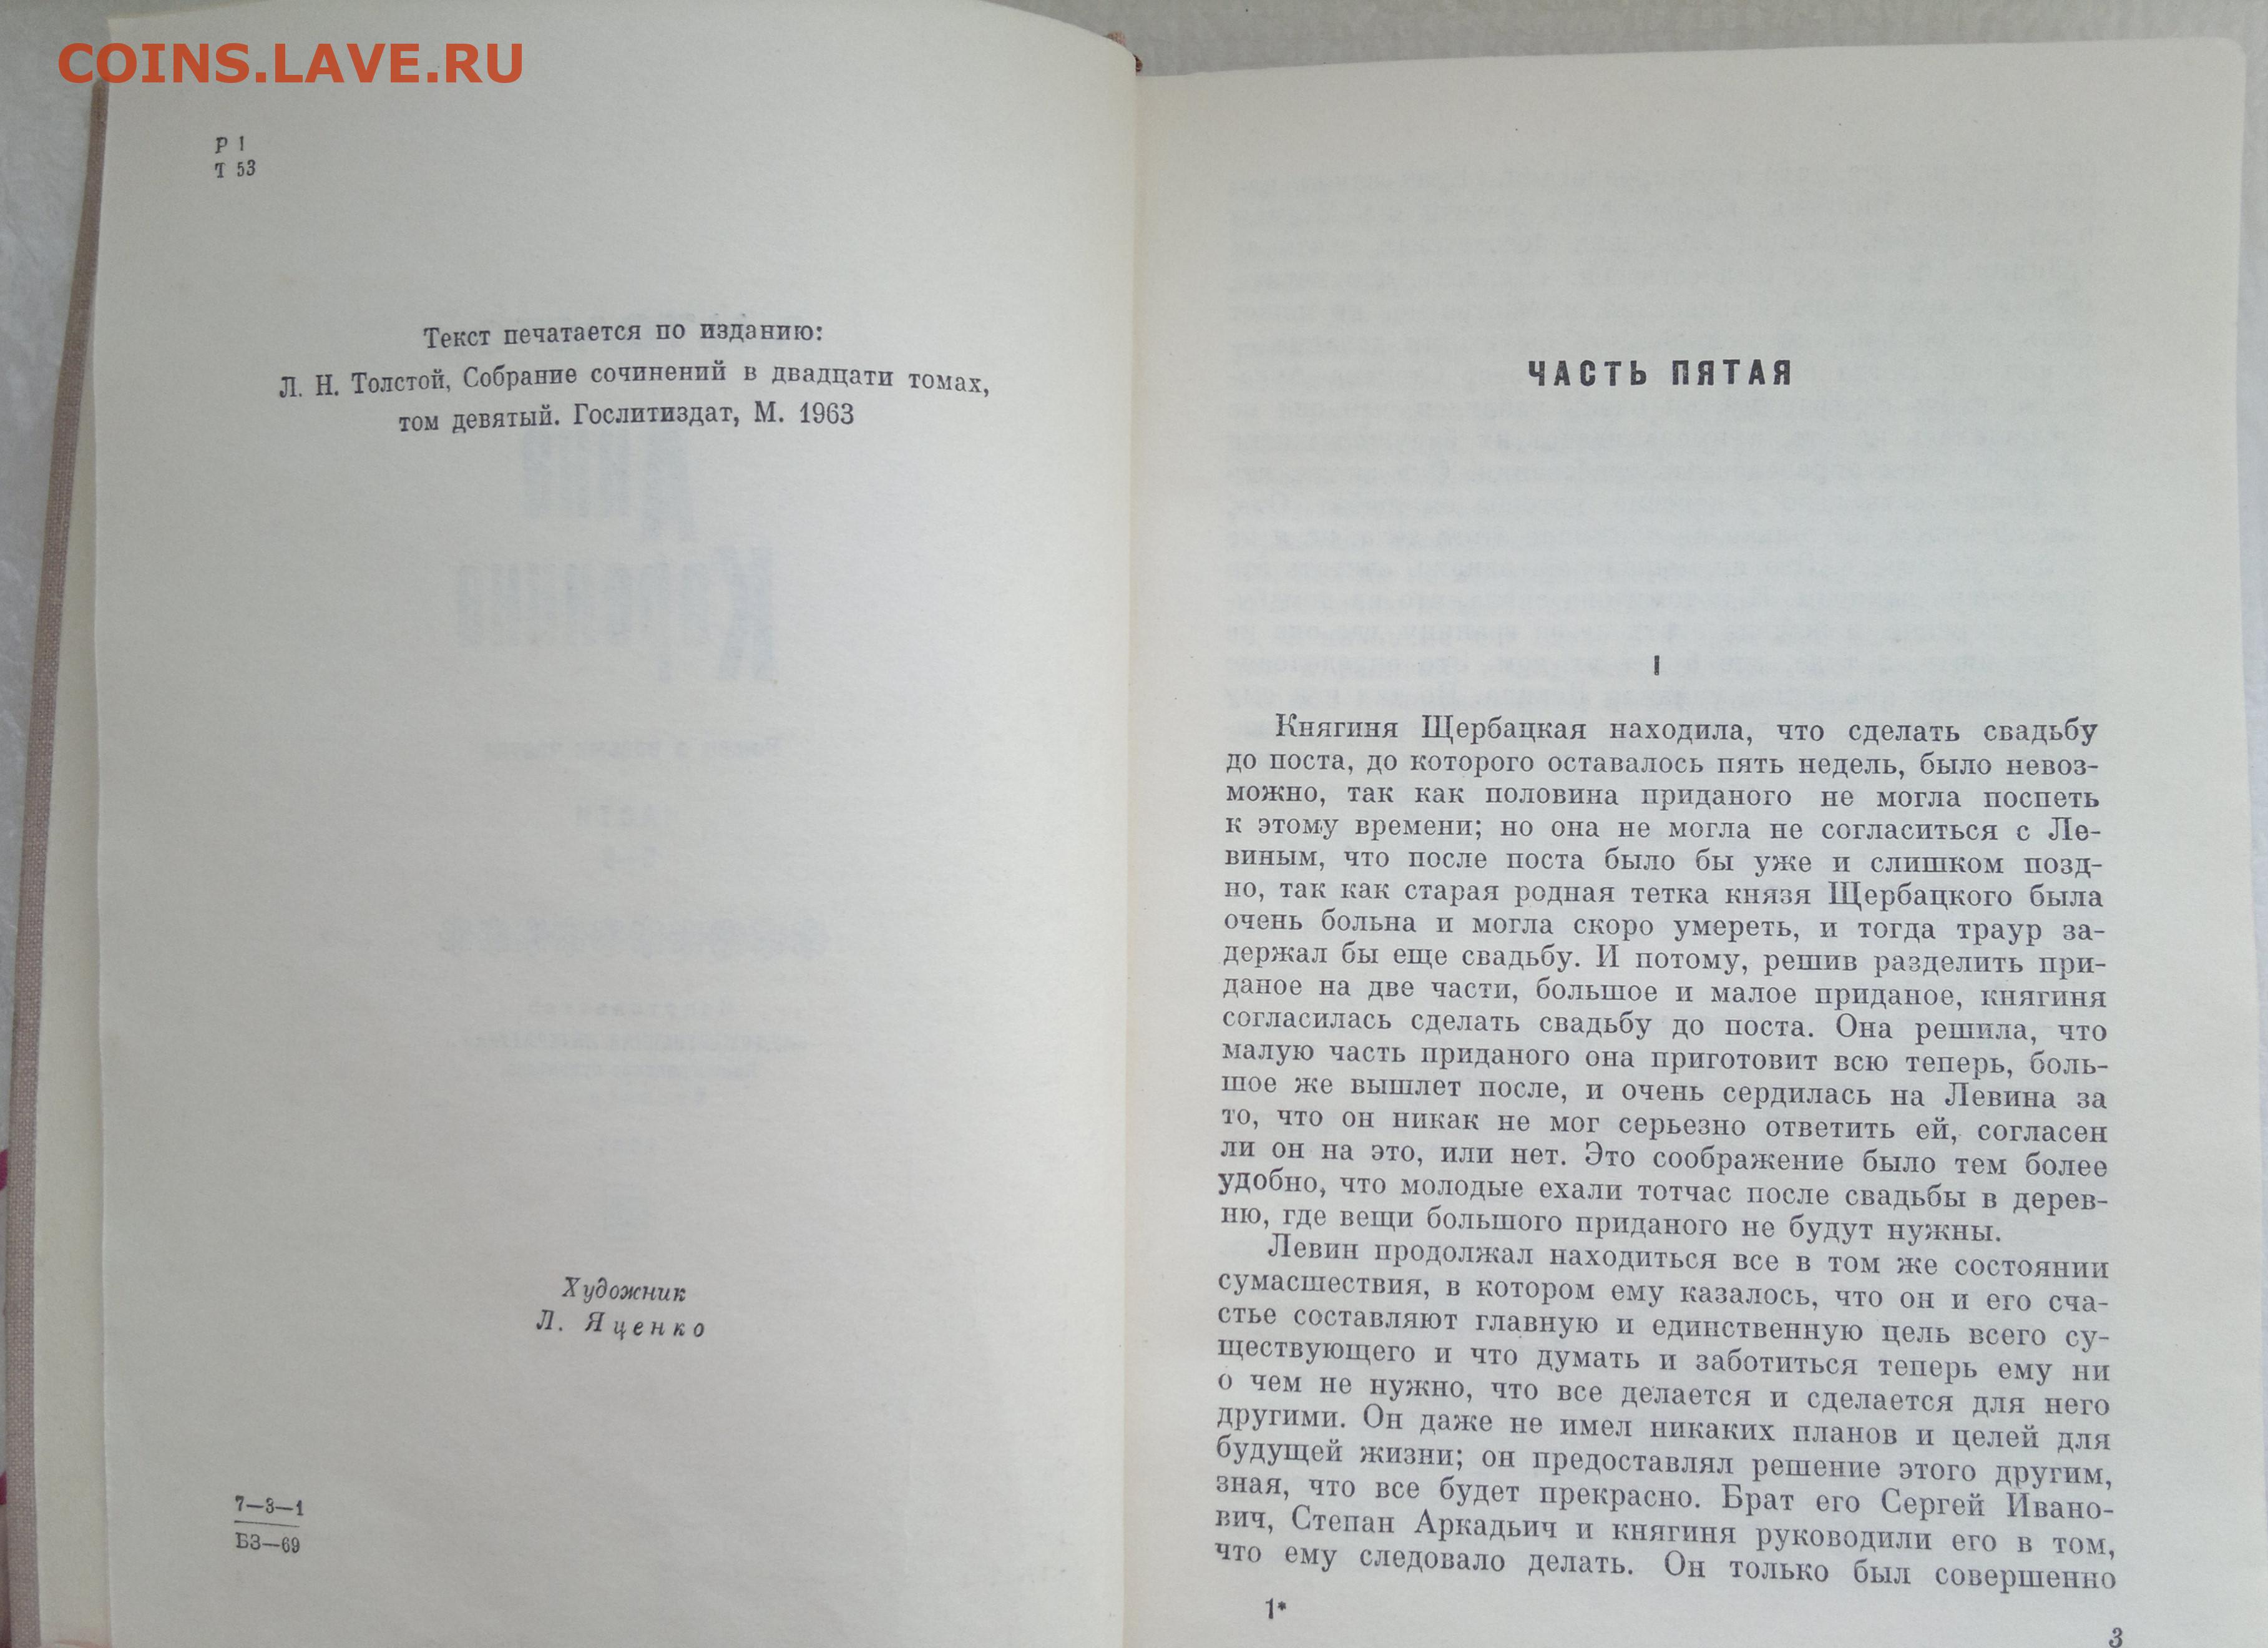 COINS.LAVE.RU
Р 1
Т 53
Текст печатается по изданию:
Л. Н. Толстой, Собрание сочинений в двадцати томах,
том девятый. Гослитиздат, М. 1963
Художник
Л. Яценко
7—3—1
БЗ—69
ЧАСТЬ ПЯТАЯ
I
Княгиня Щербацкая находила, что сделать свадьбу
до поста, до которого оставалось пять недель, было невоз-
можно, так как половина приданого не могла поспеть
к этому времени; но она не могла не согласиться с Ле-
виным, что после поста было бы уже и слишком позд-
но, так как старая родная тетка князя Щербацкого была
очень больна и могла скоро умереть, и тогда траур за-
держал бы еще свадьбу. И потому, решив разделить при-
даное на две части, большое и малое приданое, княгиня
согласилась сделать свадьбу до поста. Она решила, что
малую часть приданого она приготовит всю теперь, боль-
шое же вышлет после, и очень сердилась на Левина за
то, что он никак не мог серьезно ответить ей, согласен
ли он на это, или нет. Это соображение было тем более
удобно, что молодые ехали тотчас после свадьбы в дерев-
ню, где вещи большого приданого не будут нужны.
Левин продолжал находиться все в том же состоянии
сумасшествия, в котором ему казалось, что он и его сча-
стье составляют главную и единственную цель всего су-
ществующего и что думать и заботиться теперь ему ни
о чем не нужно, что все делается и сделается для него
другими. Он даже не имел никаких планов и целей для
будущей жизни; он предоставлял решение этого другим,
зная, что все будет прекрасно. Брат его Сергей Ивано-
вич, Степан Аркадьич и княгиня руководили его в том,
что ему следовало делать. Он только был совершенно
1*
3